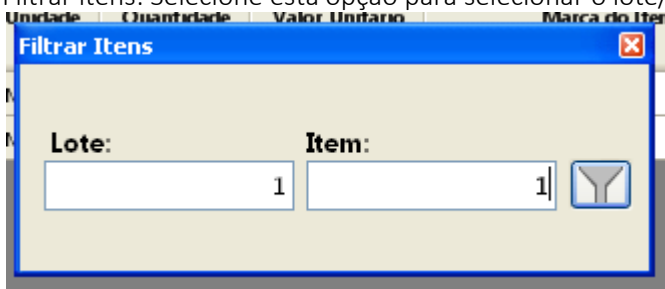 Filtrar Itens: Selecione esta opção para selecionar o lote/
Unidade Quantidade Valor Unitário Marca do Ite
Filtrar Itens
Lote: Item:
1 1